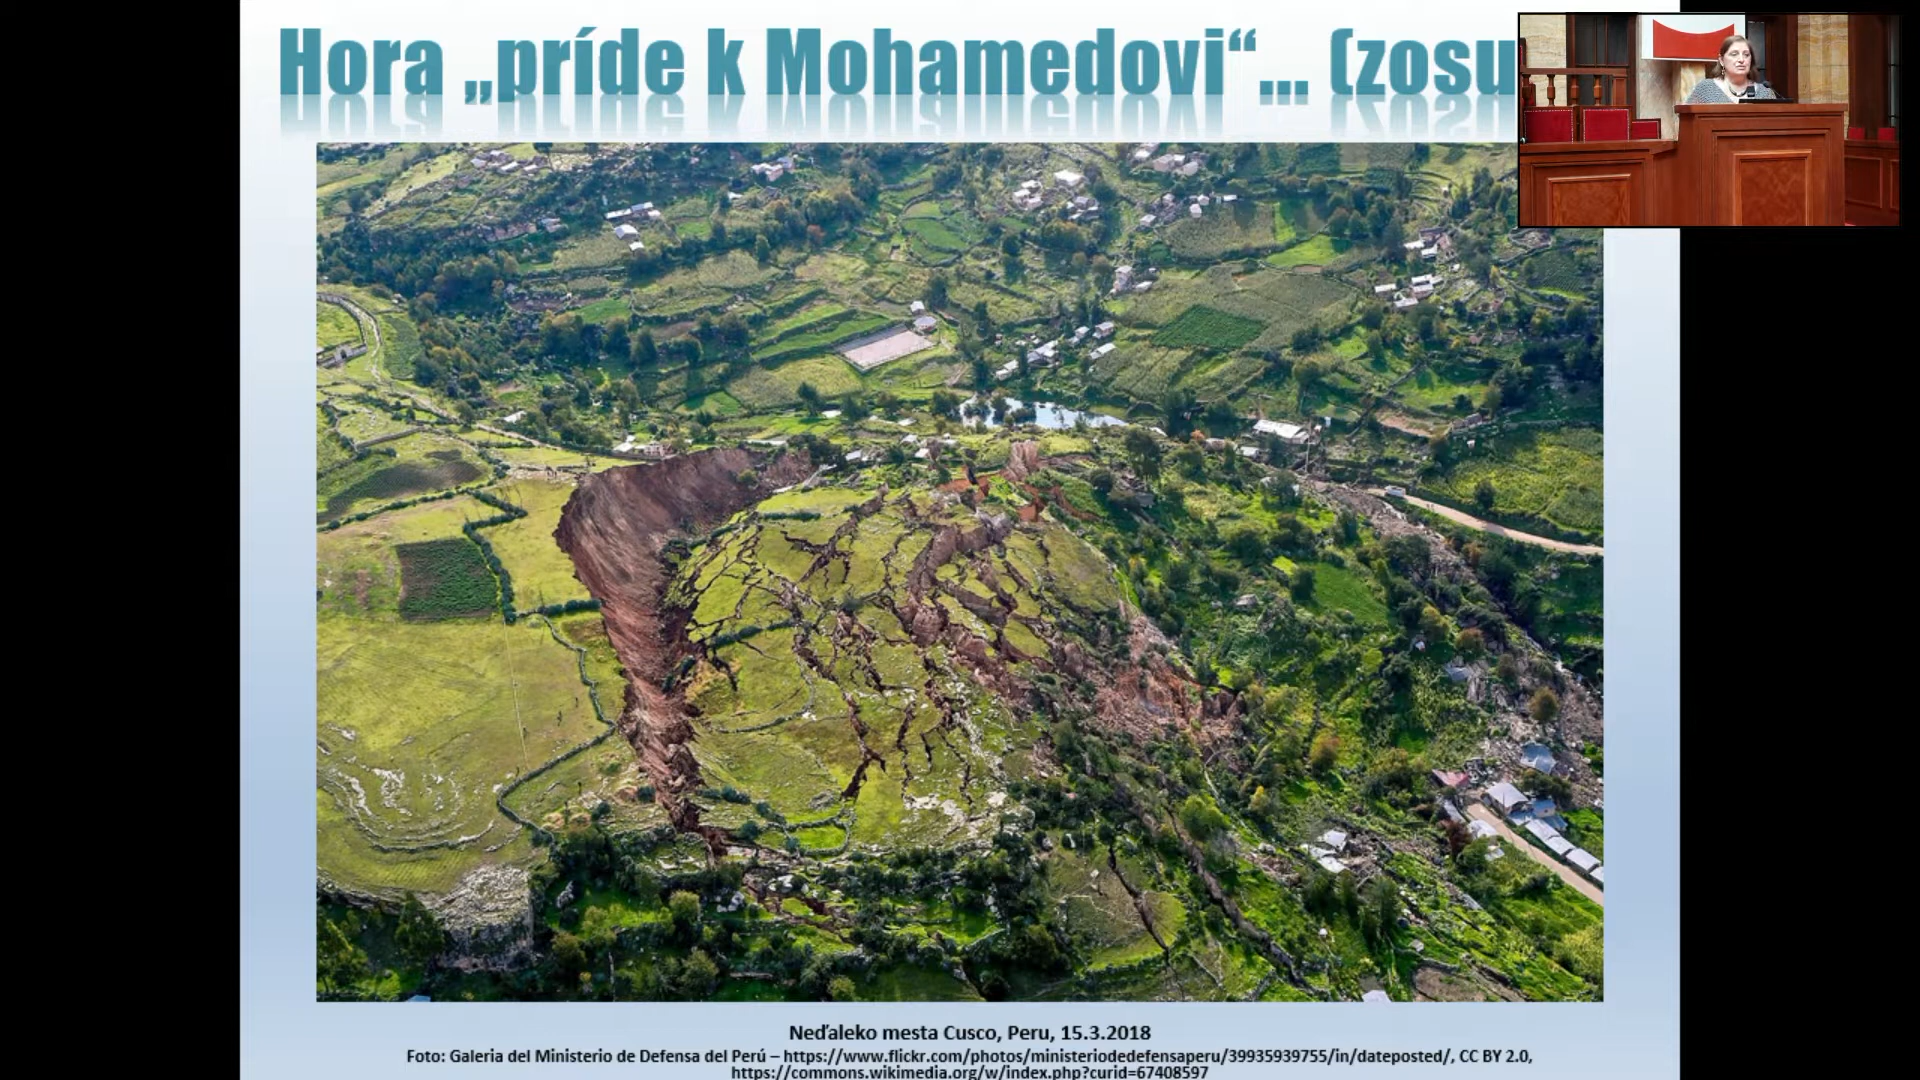 Hora „príde k Mohamedovi“... (zosu
Neďaleko mesta Cusco, Peru, 15.3.2018
Foto: Galeria del Ministerio de Defensa del Perú – https://www.flickr.com/photos/ministeriodedefensaperu/39935939755/in/dateposted/, CC BY 2.0,
https://commons.wikimedia.org/w/index.php?curid=67408597